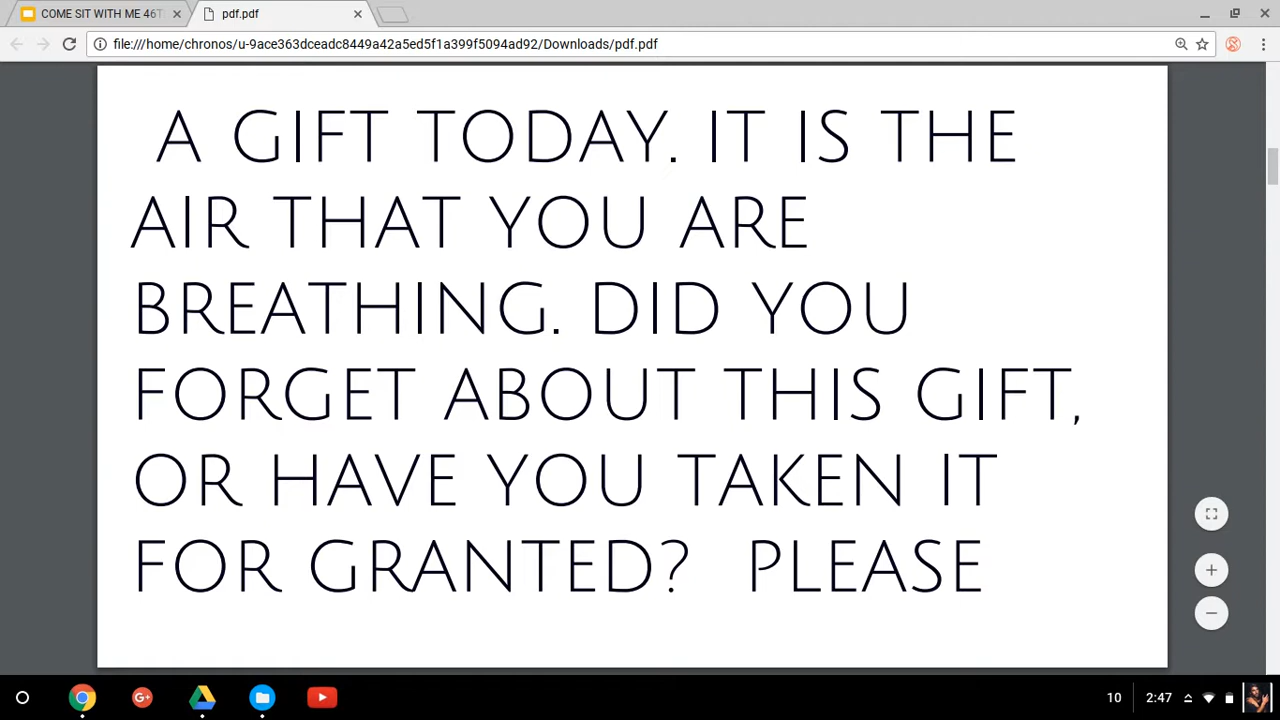 COME SIT WITH ME 46T
pdf.pdf
file:///home/chronos/u-9ace363dceadc8449a42a5ed5f1a399f5094ad92/Downloads/pdf.pdf
A GIFT TODAY. IT IS THE
AIR THAT YOU ARE
BREATHING. DID YOU
FORGET ABOUT THIS GIFT,
OR HAVE YOU TAKEN IT
FOR GRANTED? PLEASE
10 2:47